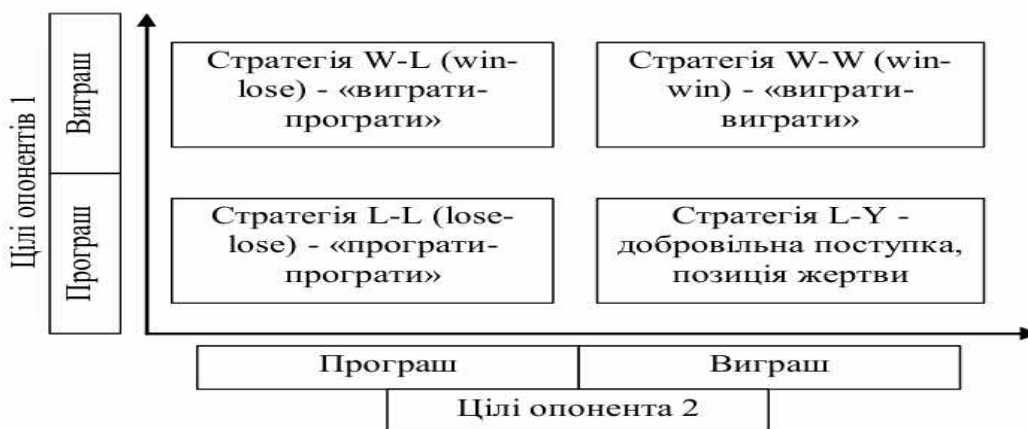 Цілі опонентів 1
Виграш
Програш
Стратегія W-L (win-
lose) - «виграти-
програти»
Стратегія W-W (win-
win) - «виграти-
виграти»
Стратегія L-L (lose-
lose) - «програти-
програти»
Стратегія L-Y -
добровільна поступка,
позиція жертви
Програш
Виграш
Цілі опонента 2